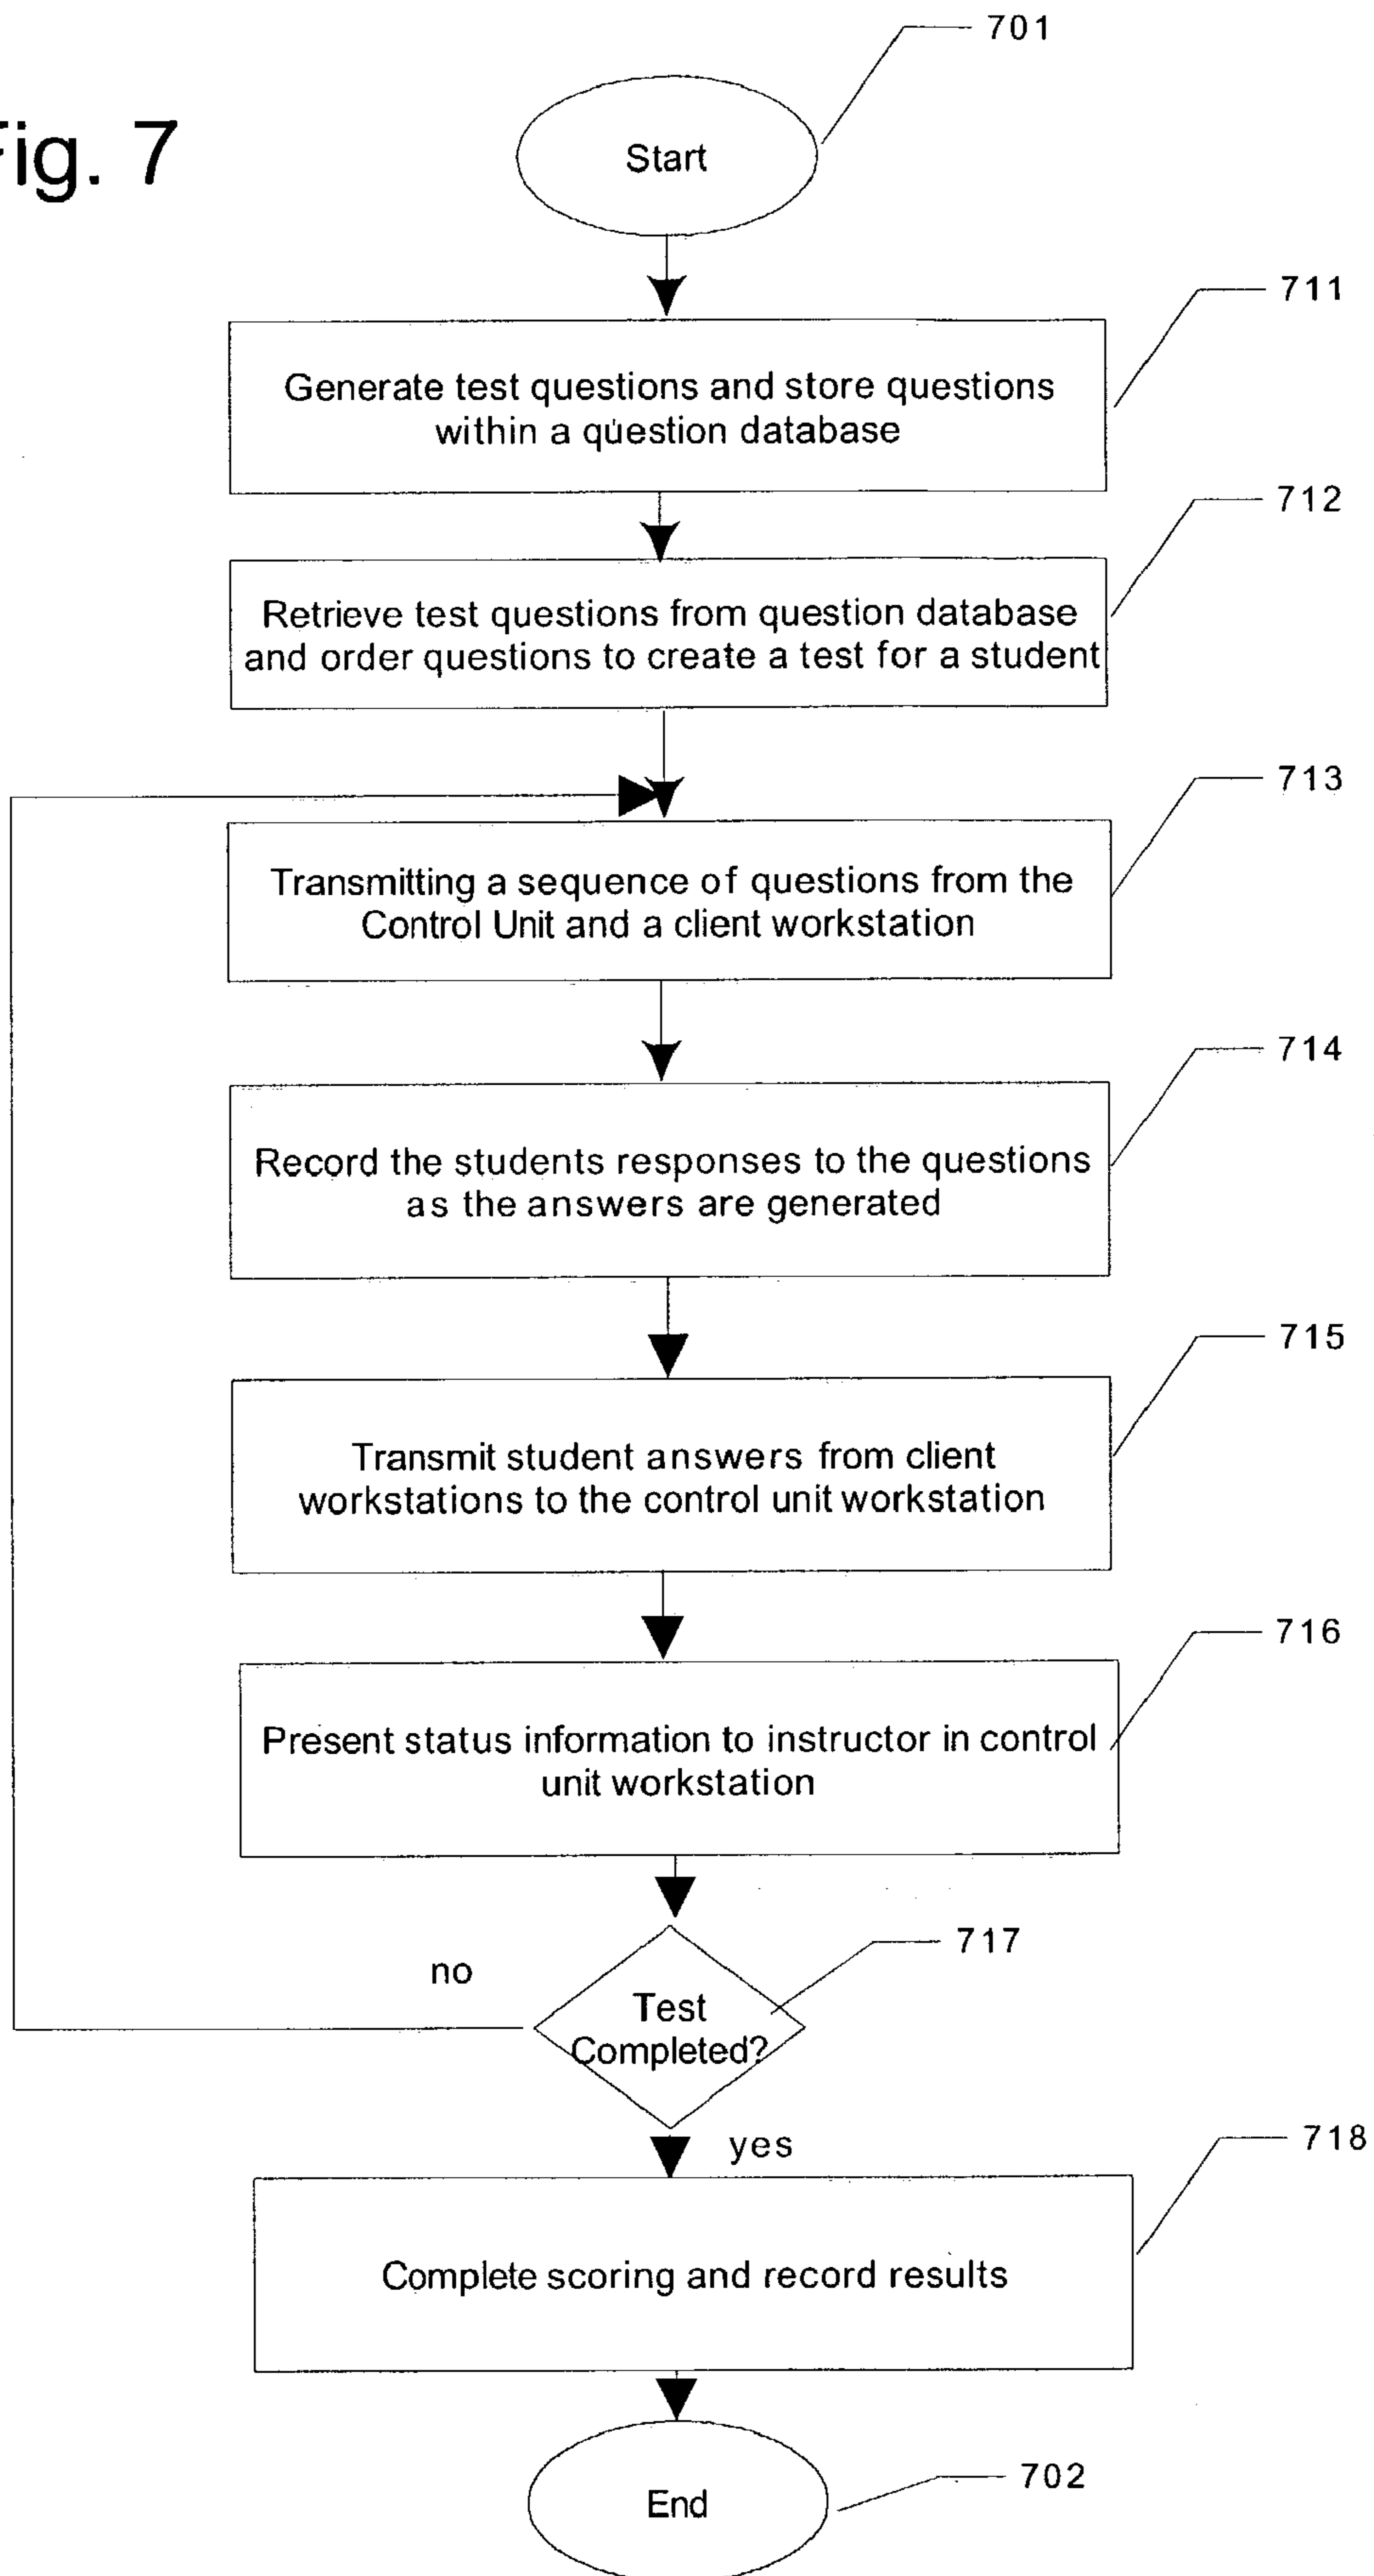 701
Fig. 7
Start
711
Generate test questions and store questions
within a question database
712
Retrieve test questions from question database
and order questions to create a test for a student
713
Transmitting a sequence of questions from the
Control Unit and a client workstation
714
Record the students responses to the questions
as the answers are generated
715
Transmit student answers from client
workstations to the control unit workstation
716
Present status information to instructor in control
unit workstation
717
no
Test
Completed?
yes
718
Complete scoring and record results
702
End